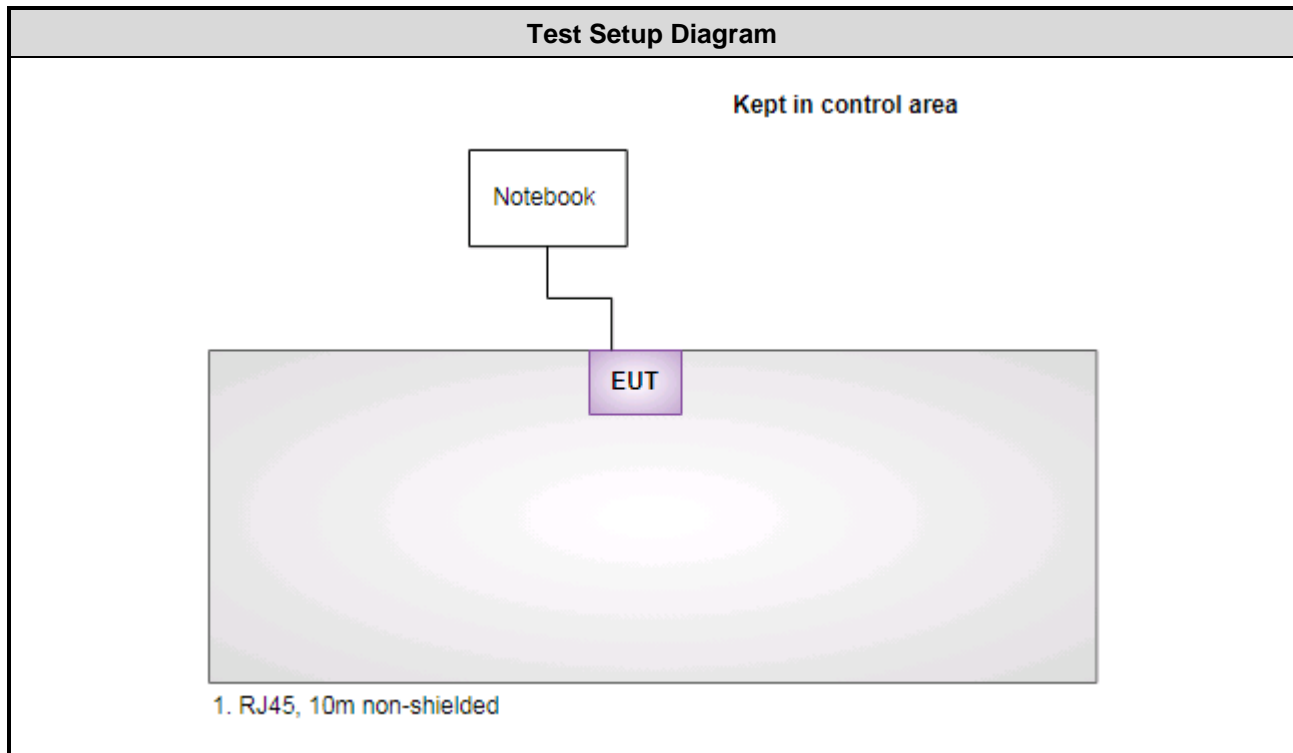 Test Setup Diagram
Kept in control area
Notebook
EUT
1. RJ45, 10m non-shielded